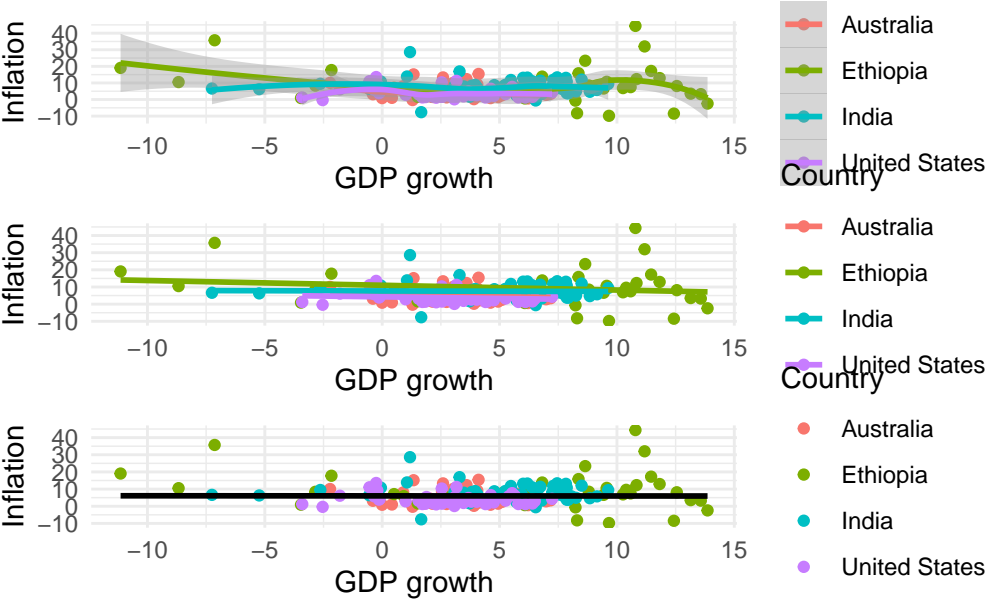 Inflation
40
30
20
10
0
−10
−10 −5 0 5 10 15
GDP growth
Australia
Ethiopia
India
United States
Country
Inflation
40
30
20
10
0
−10
−10 −5 0 5 10 15
GDP growth
Australia
Ethiopia
India
United States
Country
Inflation
40
30
20
10
0
−10
−10 −5 0 5 10 15
GDP growth
Australia
Ethiopia
India
United States